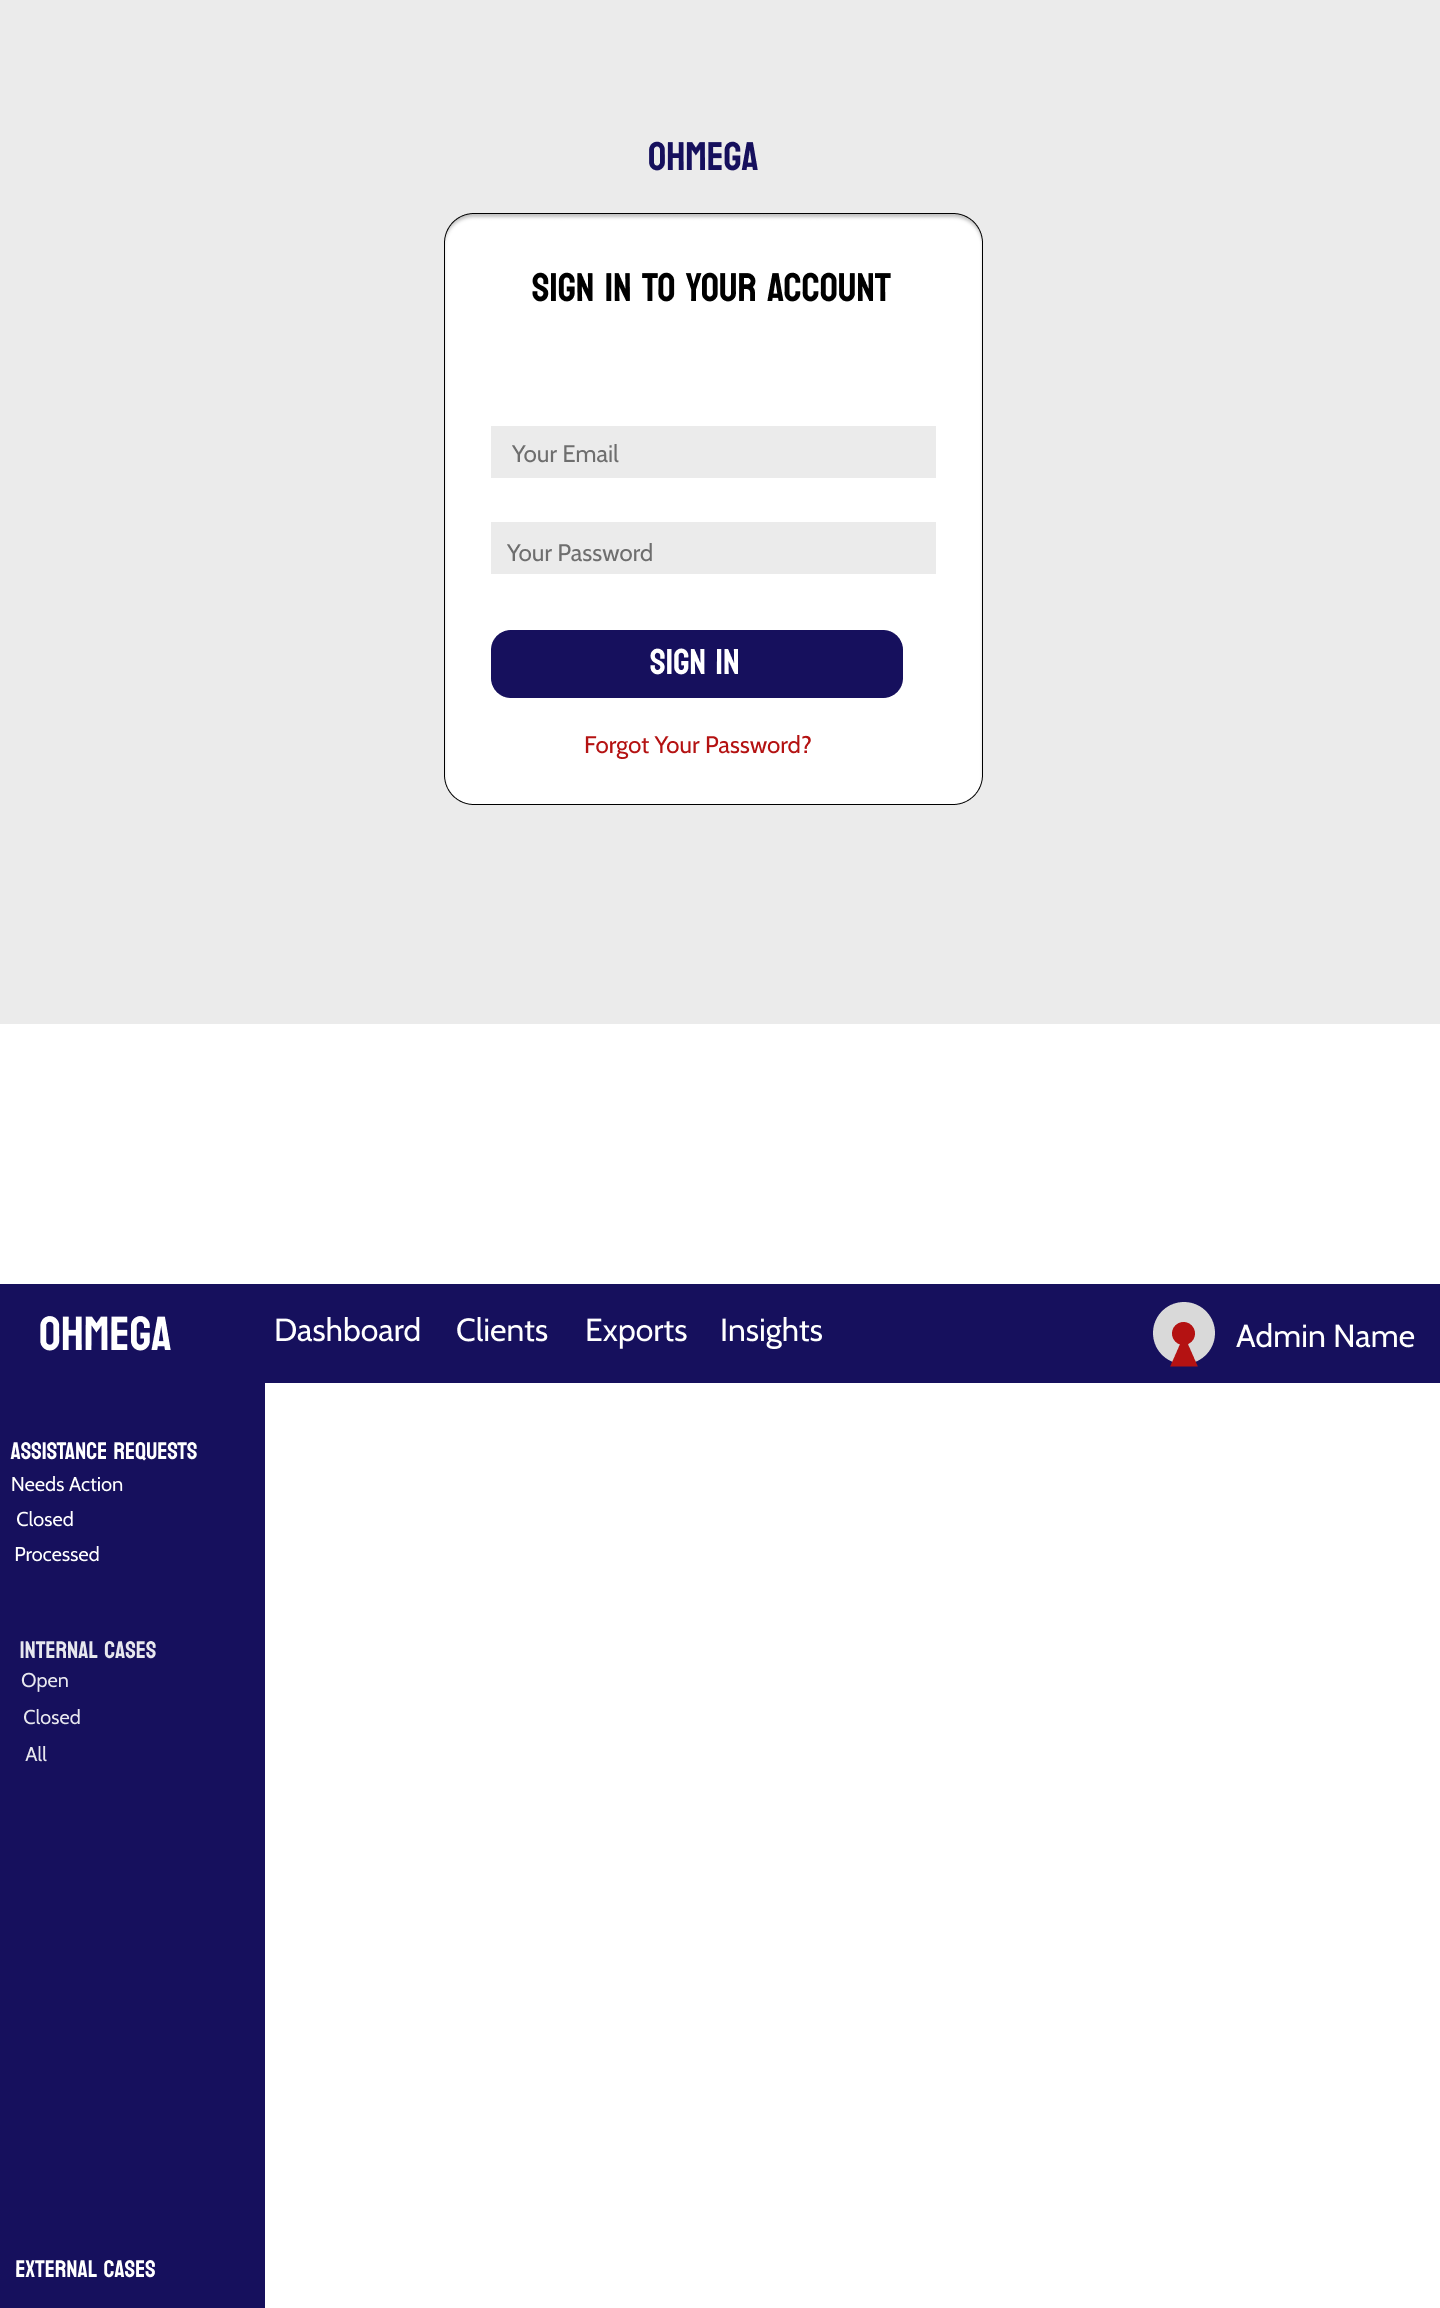 OHMEGA
SIGN IN TO YOUR ACCOUNT
Your Email
Your Password
SIGN IN
Forgot Your Password?
OHMEGA Dashboard Clients Exports Insights Admin Name
ASSISTANCE REQUESTS
Needs Action
Closed
Processed
INTERNAL CASES
Open
Closed
All
EXTERNAL CASES